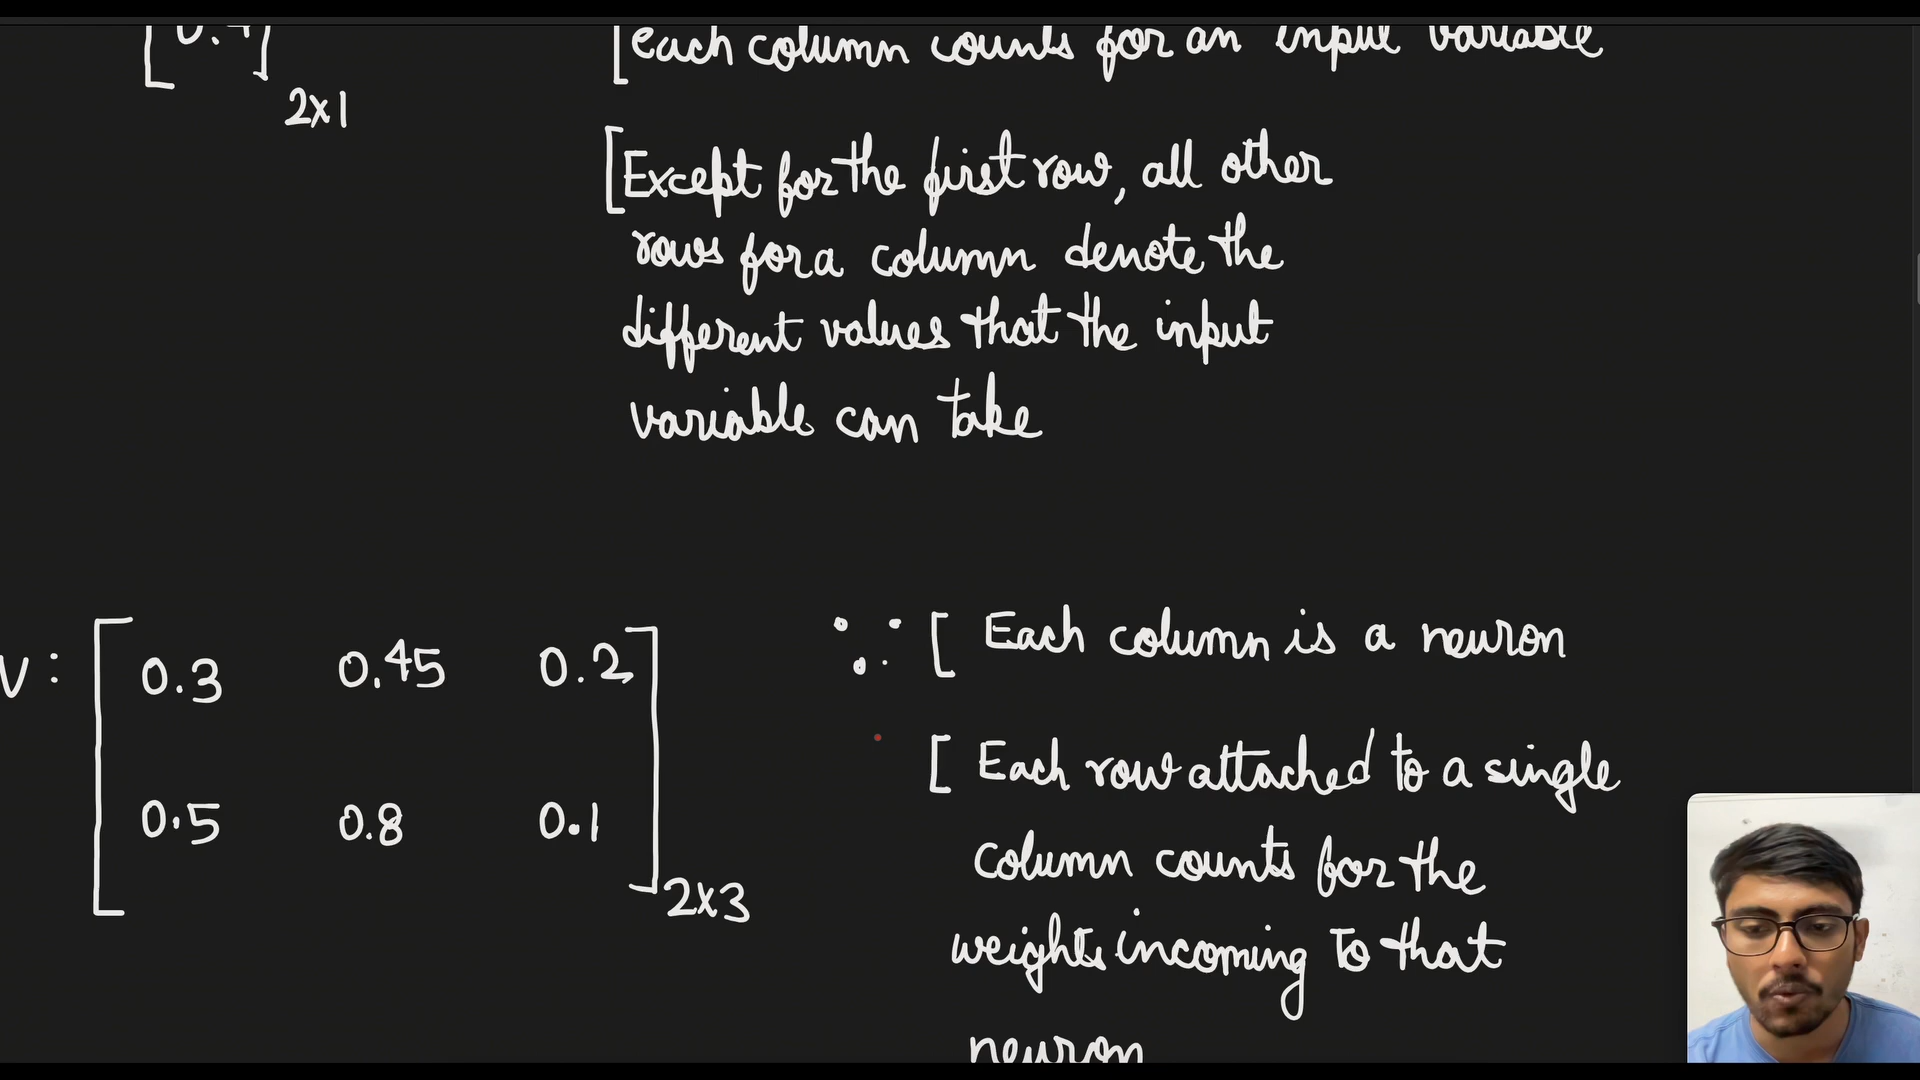 0.4
2x1
[each column counts for an input variable
[Except for the first row, all other
rows for a column denote the
different values that the input
variable can take
: [0.3 0.45 0.2
0.5 0.8 0.1] 2x3
∵ [ Each column is a neuron
[ Each row attached to a single
column counts for the
weights incoming to that
neuron